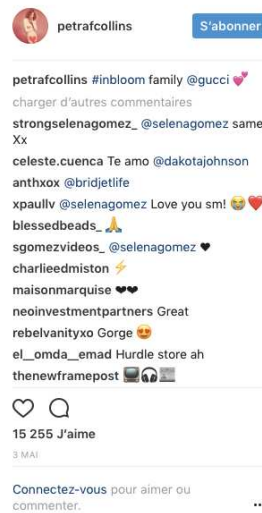 petrafcollins S'abonner
petrafcollins #inbloom family @gucci 💕
charger d'autres commentaires
strongselenagomez_ @selenagomez same
Xx
celeste.cuenca Te amo @dakotajohnson
anthxox @bridjetlife
xpaullv @selenagomez Love you sm! 😭❤️
blessedbeads_ 🙏
sgomezvideos_ @selenagomez ♥
charlieedmiston ⚡
maisonmarquise ❤❤
neoinvestmentpartners Great
rebelvanityxo Gorge 😍
el__omda__emad Hurdle store ah
thenewframepost 📺🎧📰
15 255 J'aime
3 MAI
Connectez-vous pour aimer ou
commenter.